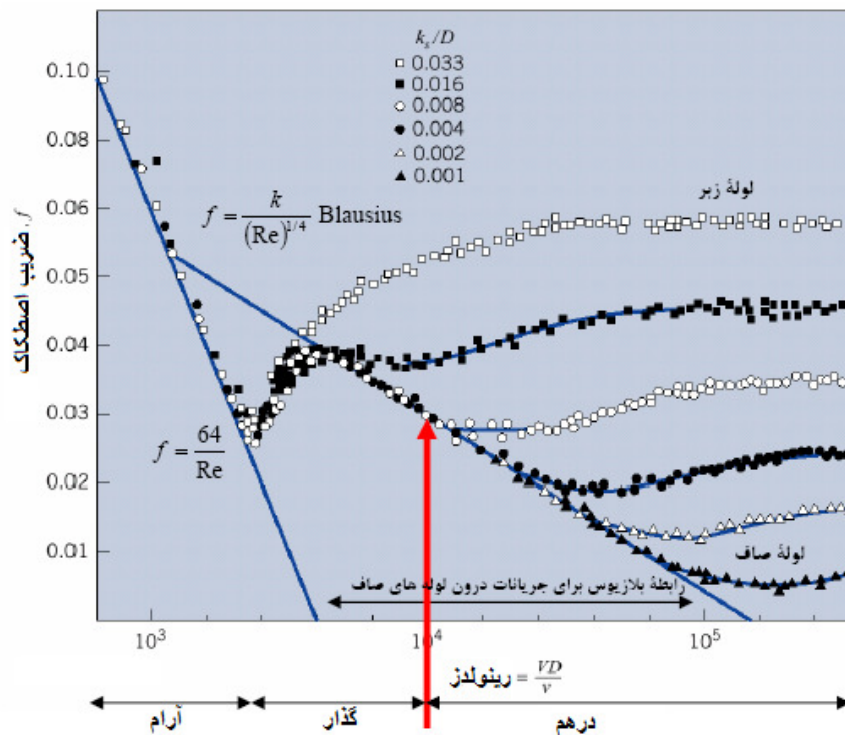 k_s/D
□ 0.033
■ 0.016
○ 0.008
● 0.004
△ 0.002
▲ 0.001
0.10
0.08
0.06
0.05
0.04
0.03
0.02
0.01
ضریب اصطکاک, f
f = k/(Re)^{1/4} Blausius
f = 64/Re
لولهٔ زبر
لولهٔ صاف
رابطهٔ بلازیوس برای جریانات درون لوله های صاف
10^3
10^4
10^5
رینولدز = VD/ν
آرام
گذار
درهم